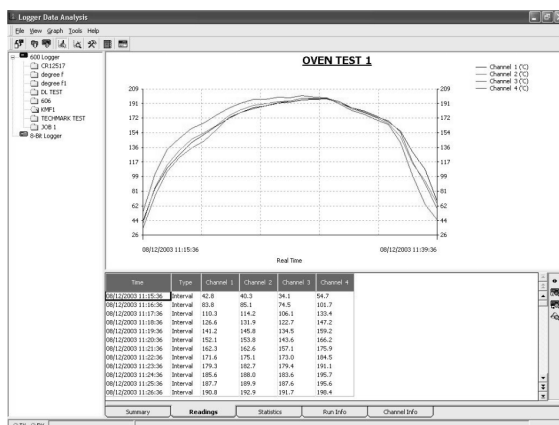 Logger Data Analysis
File View Graph Tools Help
600 Logger
CR12517
degree f
degree f1
DL TEST
606
KMF1
TECHMARK TEST
JOB 1
8-Bit Logger
OVEN TEST 1
Channel 1 (°C)
Channel 2 (°C)
Channel 3 (°C)
Channel 4 (°C)
209 209
191 191
172 172
154 154
136 136
117 117
99 99
81 81
62 62
44 44
26 26
08/12/2003 11:15:36 08/12/2003 11:39:36
Real Time
Time Type Channel 1 Channel 2 Channel 3 Channel 4
08/12/2003 11:15:36 Interval 42.8 40.3 34.1 54.7
08/12/2003 11:16:36 Interval 83.8 85.1 74.5 101.7
08/12/2003 11:17:36 Interval 110.3 114.2 106.1 133.4
08/12/2003 11:18:36 Interval 126.6 131.9 122.7 147.2
08/12/2003 11:19:36 Interval 141.2 145.8 134.5 159.2
08/12/2003 11:20:36 Interval 152.1 153.8 143.6 166.2
08/12/2003 11:21:36 Interval 162.3 162.6 157.1 175.9
08/12/2003 11:22:36 Interval 171.6 175.1 173.0 184.5
08/12/2003 11:23:36 Interval 179.3 182.7 179.4 191.1
08/12/2003 11:24:36 Interval 185.6 188.0 183.6 195.7
08/12/2003 11:25:36 Interval 187.7 189.9 187.6 195.6
08/12/2003 11:26:36 Interval 190.8 192.9 191.7 198.4
Summary Readings Statistics Run Info Channel Info